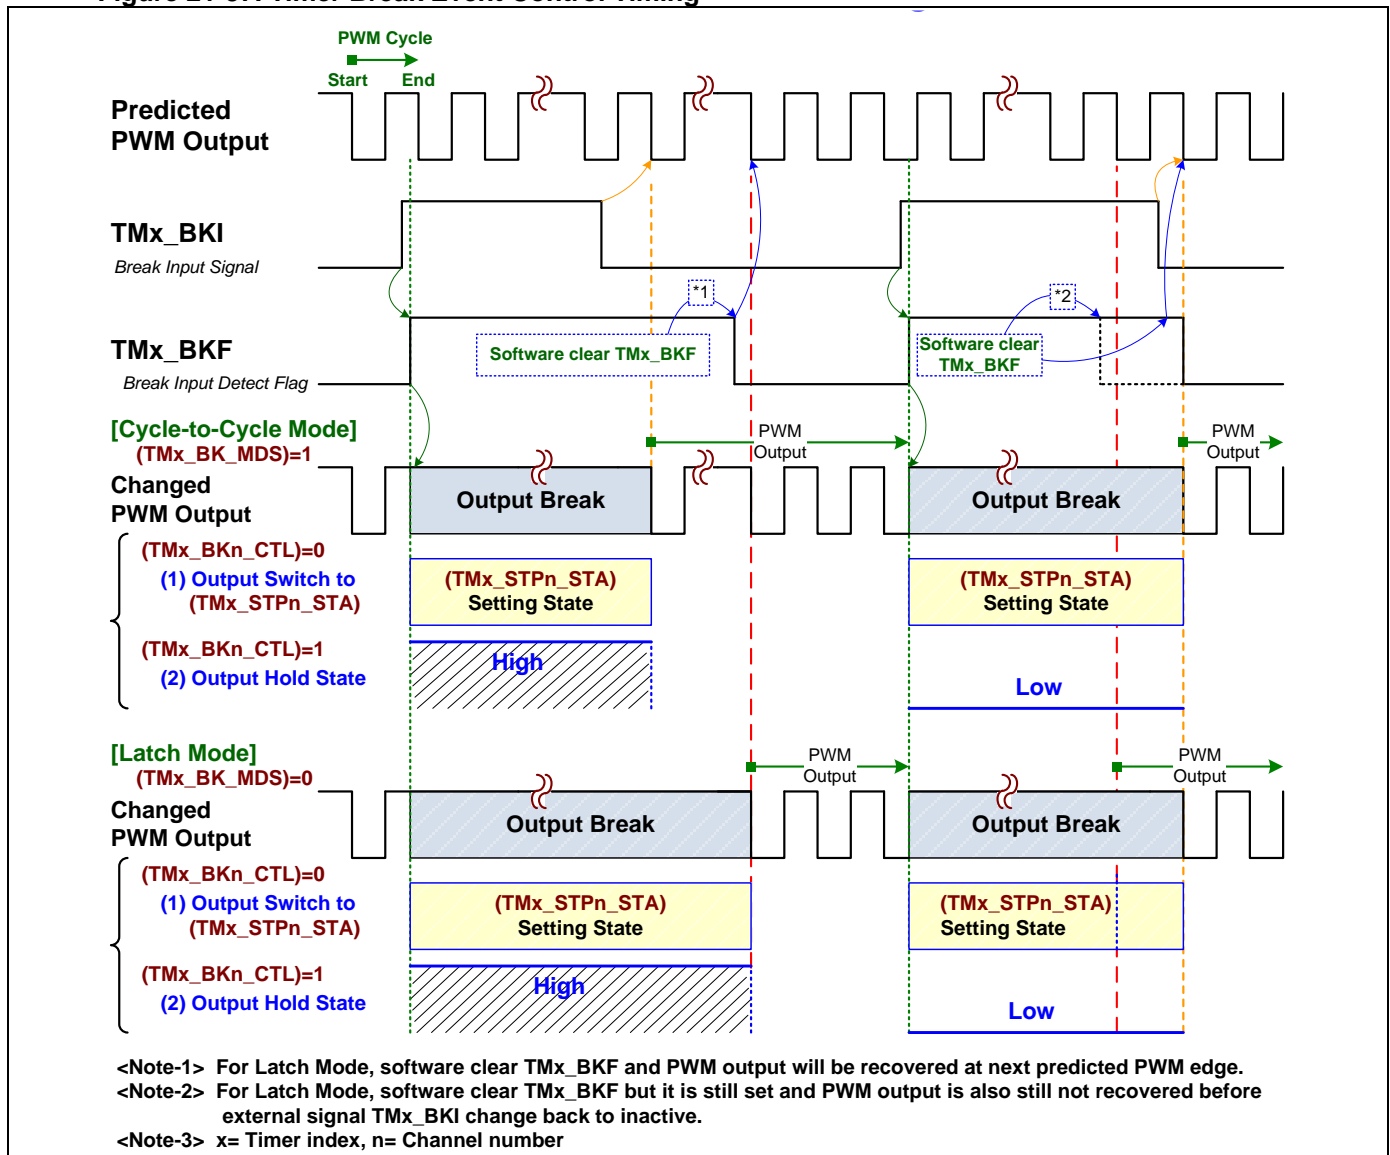 PWM Cycle
Start End
Predicted
PWM Output
TMx_BKI
Break Input Signal
*1
*2
TMx_BKF
Break Input Detect Flag
Software clear TMx_BKF
Software clear
TMx_BKF
[Cycle-to-Cycle Mode]
(TMx_BK_MDS)=1
PWM
Output
PWM
Output
Changed
PWM Output
Output Break
Output Break
(TMx_BKn_CTL)=0
(1) Output Switch to
(TMx_STPn_STA)
(TMx_STPn_STA)
Setting State
(TMx_STPn_STA)
Setting State
(TMx_BKn_CTL)=1
(2) Output Hold State
High
Low
[Latch Mode]
(TMx_BK_MDS)=0
PWM
Output
PWM
Output
Changed
PWM Output
Output Break
Output Break
(TMx_BKn_CTL)=0
(1) Output Switch to
(TMx_STPn_STA)
(TMx_STPn_STA)
Setting State
(TMx_STPn_STA)
Setting State
(TMx_BKn_CTL)=1
(2) Output Hold State
High
Low
<Note-1> For Latch Mode, software clear TMx_BKF and PWM output will be recovered at next predicted PWM edge.
<Note-2> For Latch Mode, software clear TMx_BKF but it is still set and PWM output is also still not recovered before
external signal TMx_BKI change back to inactive.
<Note-3> x= Timer index, n= Channel number